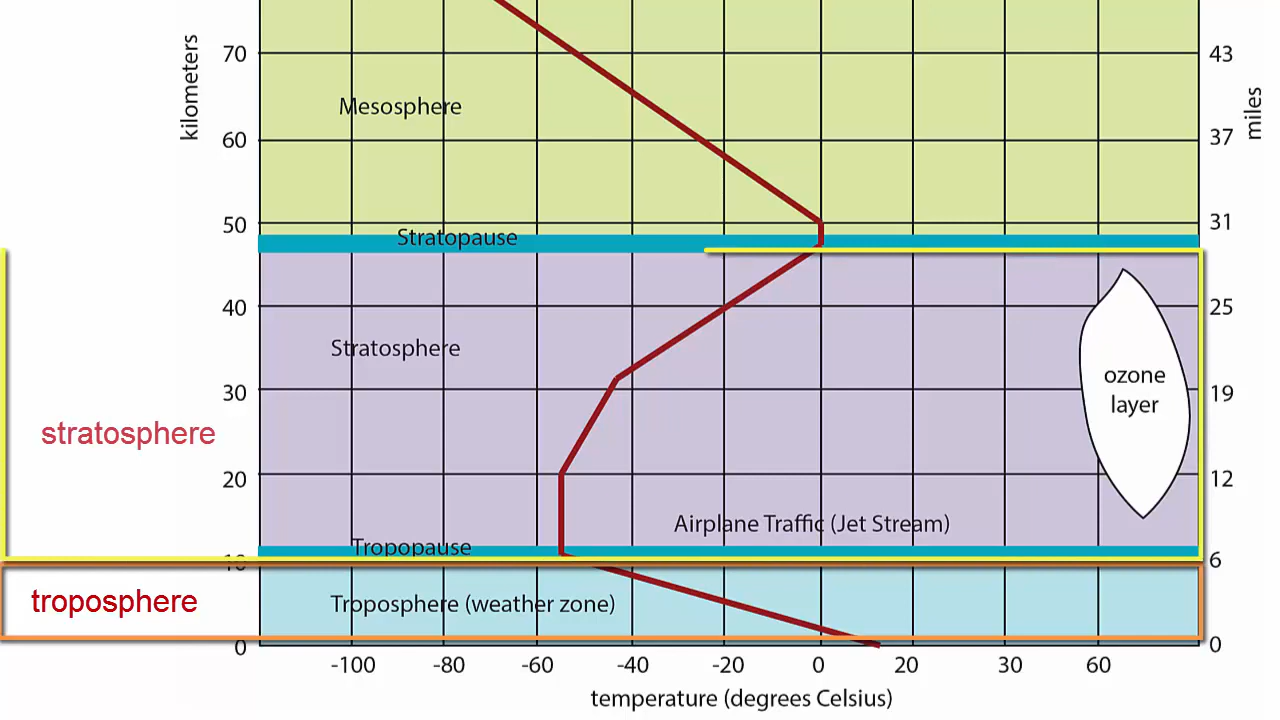 kilometers
70
43
Mesosphere
miles
60
37
50
31
Stratopause
40
25
Stratosphere
ozone
layer
30
19
stratosphere
20
12
Airplane Traffic (Jet Stream)
Tropopause
10
6
troposphere
Troposphere (weather zone)
0
0
-100 -80 -60 -40 -20 0 20 30 60
temperature (degrees Celsius)